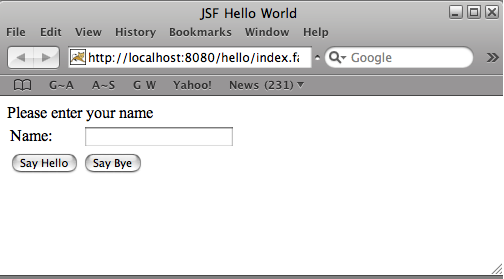 JSF Hello World
File Edit View History Bookmarks Window Help
http://localhost:8080/hello/index.fa Google
G~A A~S G W Yahoo! News (231)
Please enter your name
Name:
Say Hello Say Bye